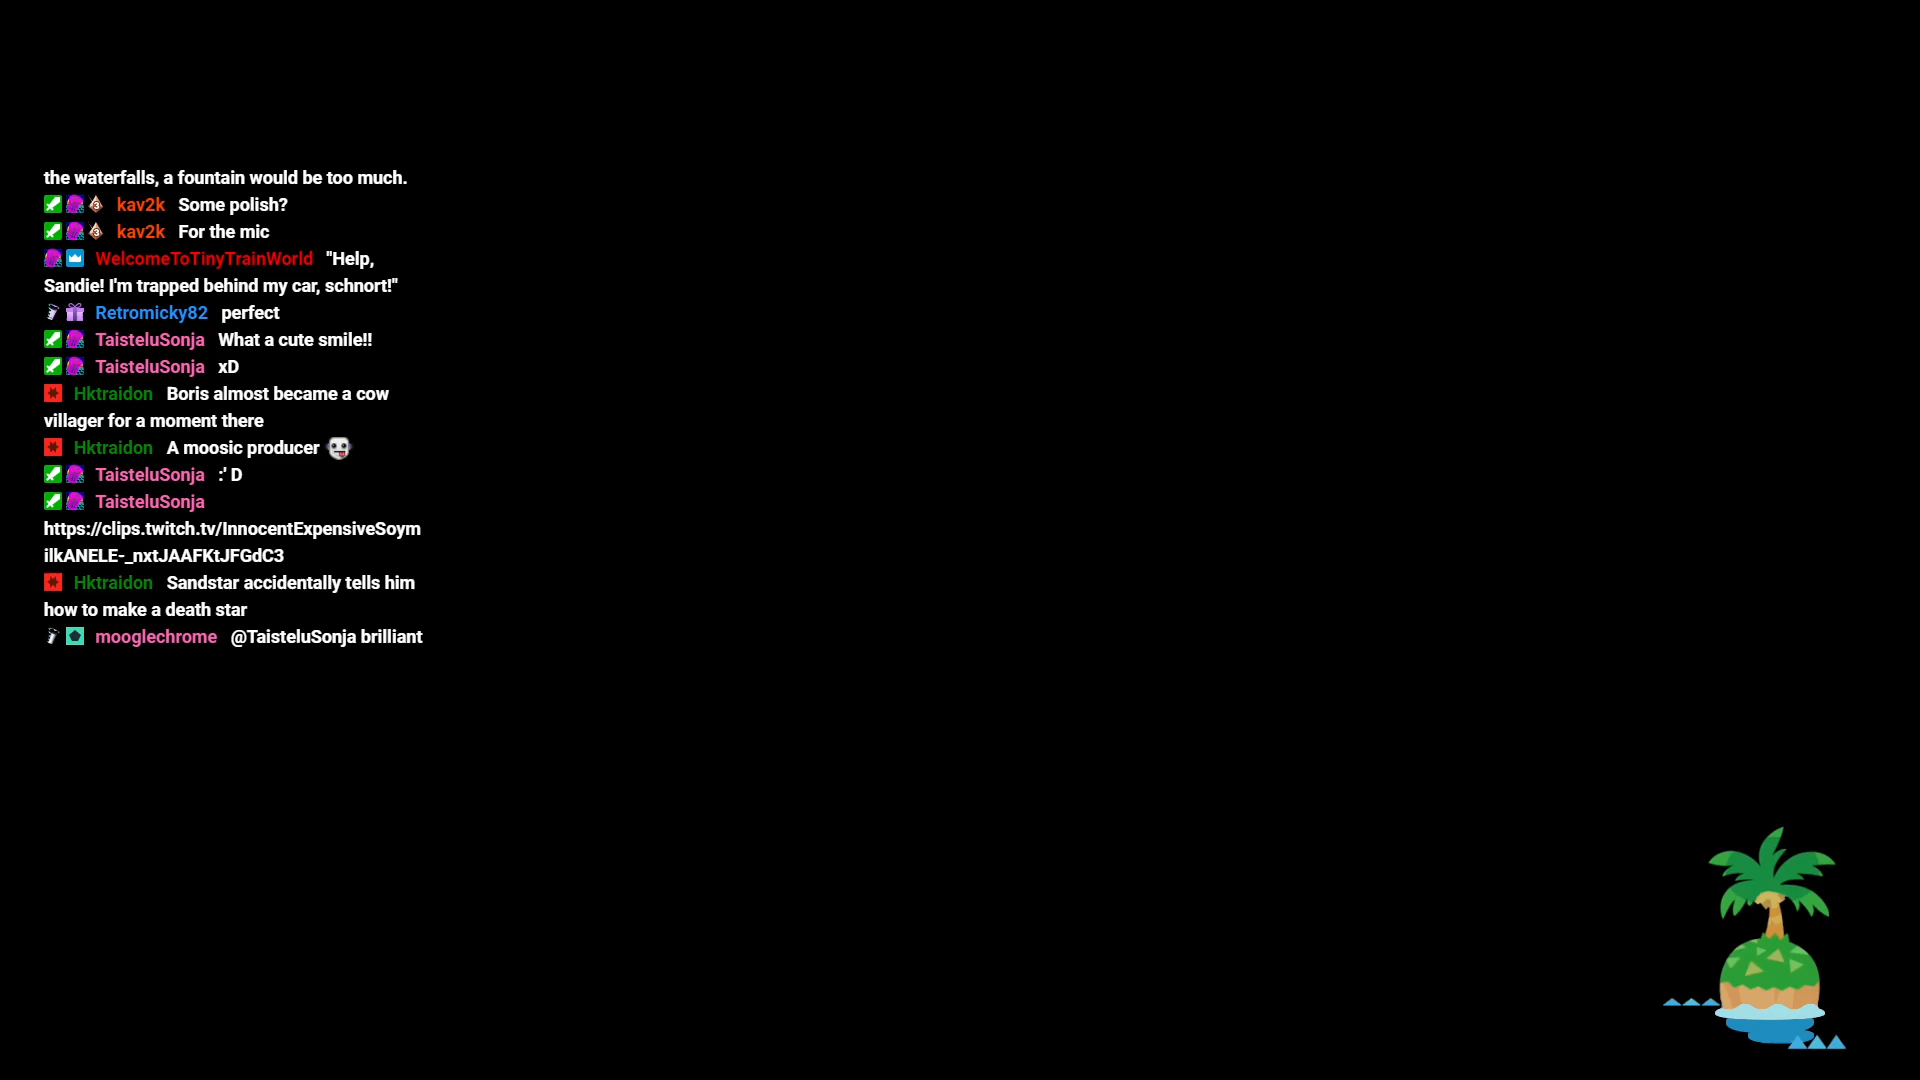 the waterfalls, a fountain would be too much.
kav2k Some polish?
kav2k For the mic
WelcomeToTinyTrainWorld "Help,
Sandie! I'm trapped behind my car, schnort!"
Retromicky82 perfect
TaisteluSonja What a cute smile!!
TaisteluSonja xD
Hktraidon Boris almost became a cow
villager for a moment there
Hktraidon A moosic producer
TaisteluSonja :' D
TaisteluSonja
https://clips.twitch.tv/InnocentExpensiveSoym
ilkANELE-_nxtJAAFKtJFGdC3
Hktraidon Sandstar accidentally tells him
how to make a death star
mooglechrome @TaisteluSonja brilliant